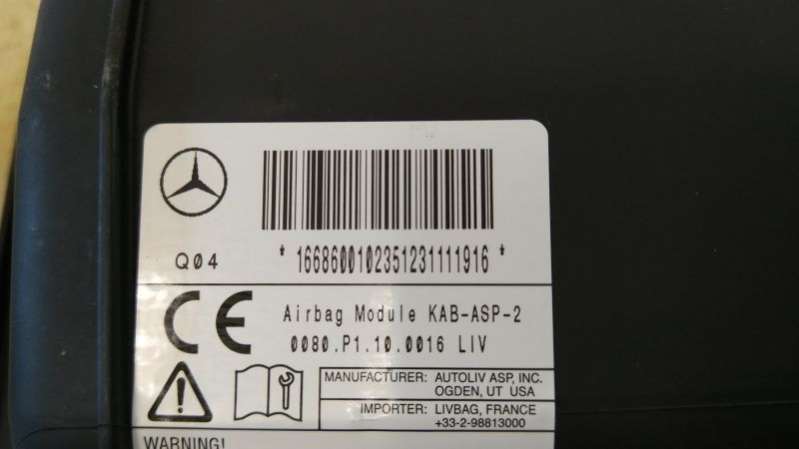 Q04 *1668600102351231111916*
CE
Airbag Module KAB-ASP-2
0080.P1.10.0016 LIV
MANUFACTURER: AUTOLIV ASP, INC.
OGDEN, UT USA
IMPORTER: LIVBAG, FRANCE
+33-2-98813000
WARNING!